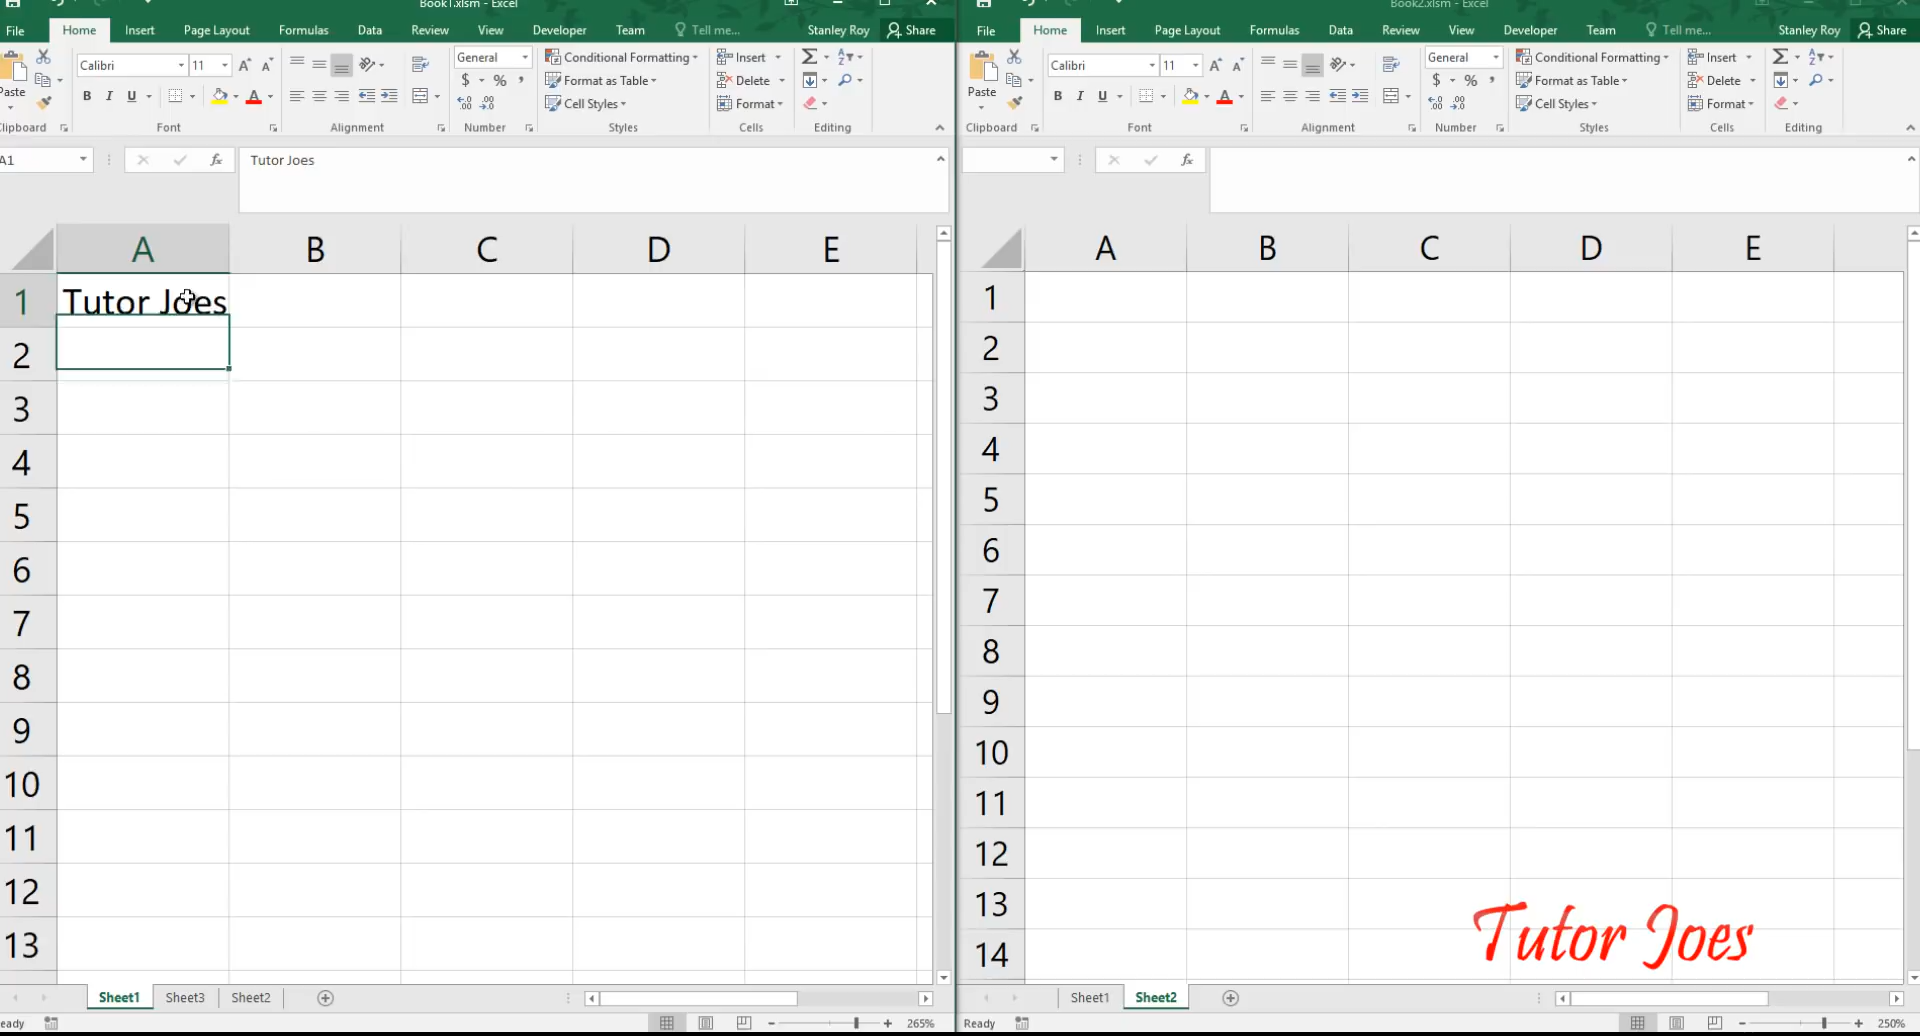 Book1.xlsm - Excel
File Home Insert Page Layout Formulas Data Review View Developer Team Tell me... Stanley Roy Share
Calibri 11 General Conditional Formatting Insert
Paste $ % , Format as Table Delete
B I U A Cell Styles Format
Clipboard Font Alignment Number Styles Cells Editing
A1 fx Tutor Joes
A B C D E
1 Tutor Joes
2
3
4
5
6
7
8
9
10
11
12
13
Sheet1 Sheet3 Sheet2
Ready 265%
Book2.xlsm - Excel
File Home Insert Page Layout Formulas Data Review View Developer Team Tell me... Stanley Roy Share
Calibri 11 General Conditional Formatting Insert
Paste $ % , Format as Table Delete
B I U A Cell Styles Format
Clipboard Font Alignment Number Styles Cells Editing
fx
A B C D E
1
2
3
4
5
6
7
8
9
10
11
12
13
14
Tutor Joes
Sheet1 Sheet2
Ready 250%